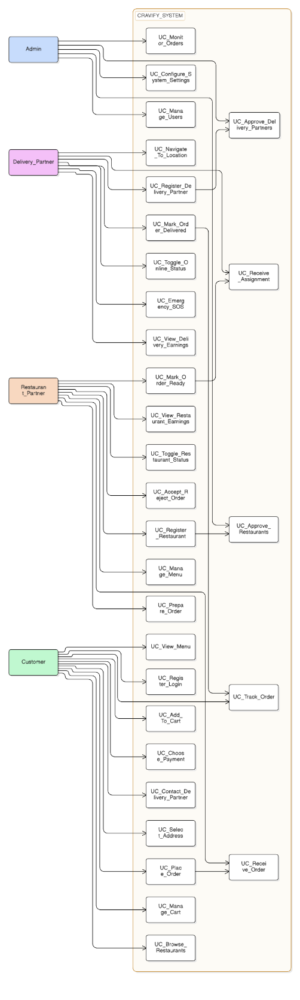 CRAVIFY_SYSTEM
UC_Monit
or_Orders
Admin
UC_Configure_S
ystem_Settings
UC_Mana
ge_Users
UC_Approve_Del
ivery_Partners
UC_Navigate
_To_Location
Delivery_Partner
UC_Register_De
livery_Partner
UC_Mark_Ord
er_Delivered
UC_Toggle_O
nline_Status
UC_Receive
_Assignment
UC_Emerg
ency_SOS
UC_View_Deli
very_Earnings
UC_Mark_O
rder_Ready
Restauran
t_Partner
UC_View_Resta
urant_Earnings
UC_Toggle_Res
taurant_Status
UC_Accept_R
eject_Order
UC_Register
_Restaurant
UC_Approve_
Restaurants
UC_Mana
ge_Menu
UC_Prepa
re_Order
UC_View_Menu
Customer
UC_Regis
ter_Login
UC_Track_Order
UC_Add_
To_Cart
UC_Choos
e_Payment
UC_Contact_De
livery_Partner
UC_Selec
t_Address
UC_Plac
e_Order
UC_Recei
ve_Order
UC_Mana
ge_Cart
UC_Browse_
Restaurants